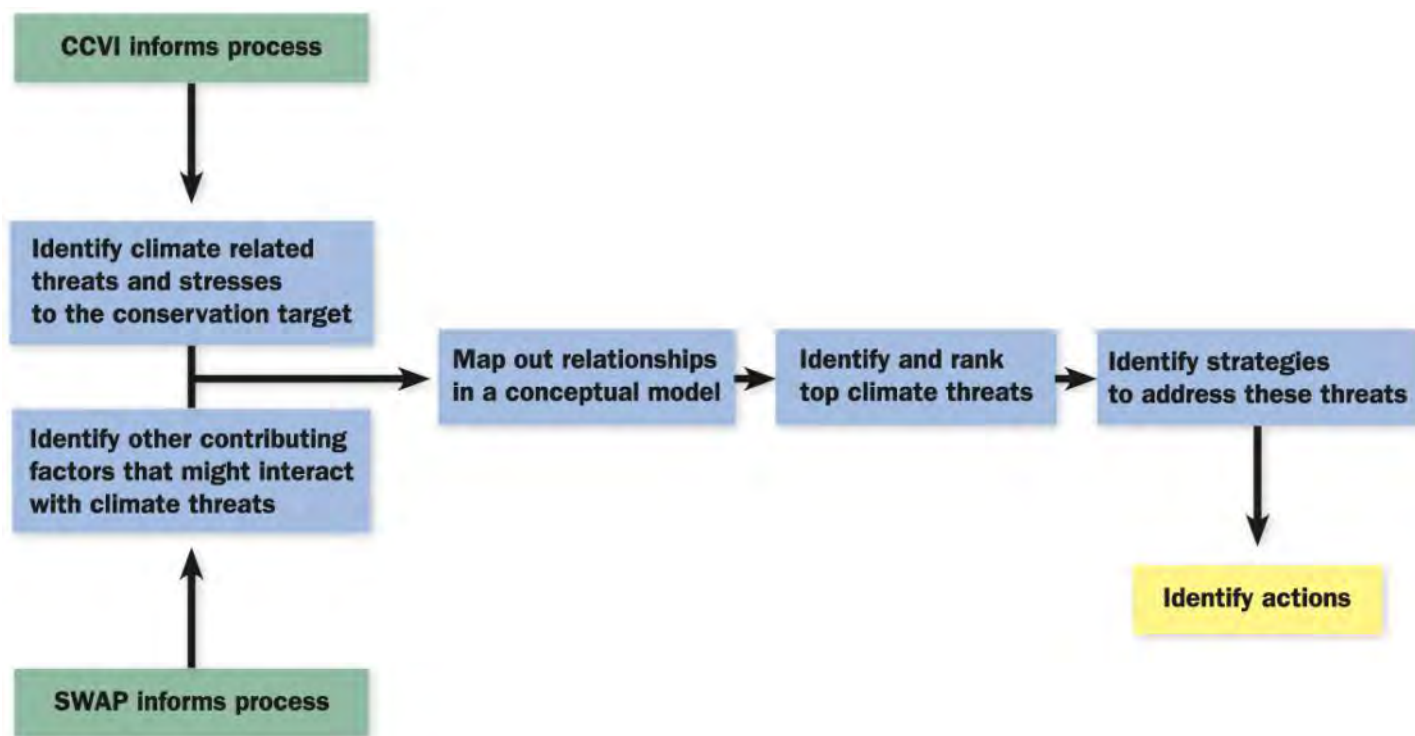 CCVI informs process
Identify climate related
threats and stresses
to the conservation target
Identify other contributing
factors that might interact
with climate threats
SWAP informs process
Map out relationships
in a conceptual model
Identify and rank
top climate threats
Identify strategies
to address these threats
Identify actions